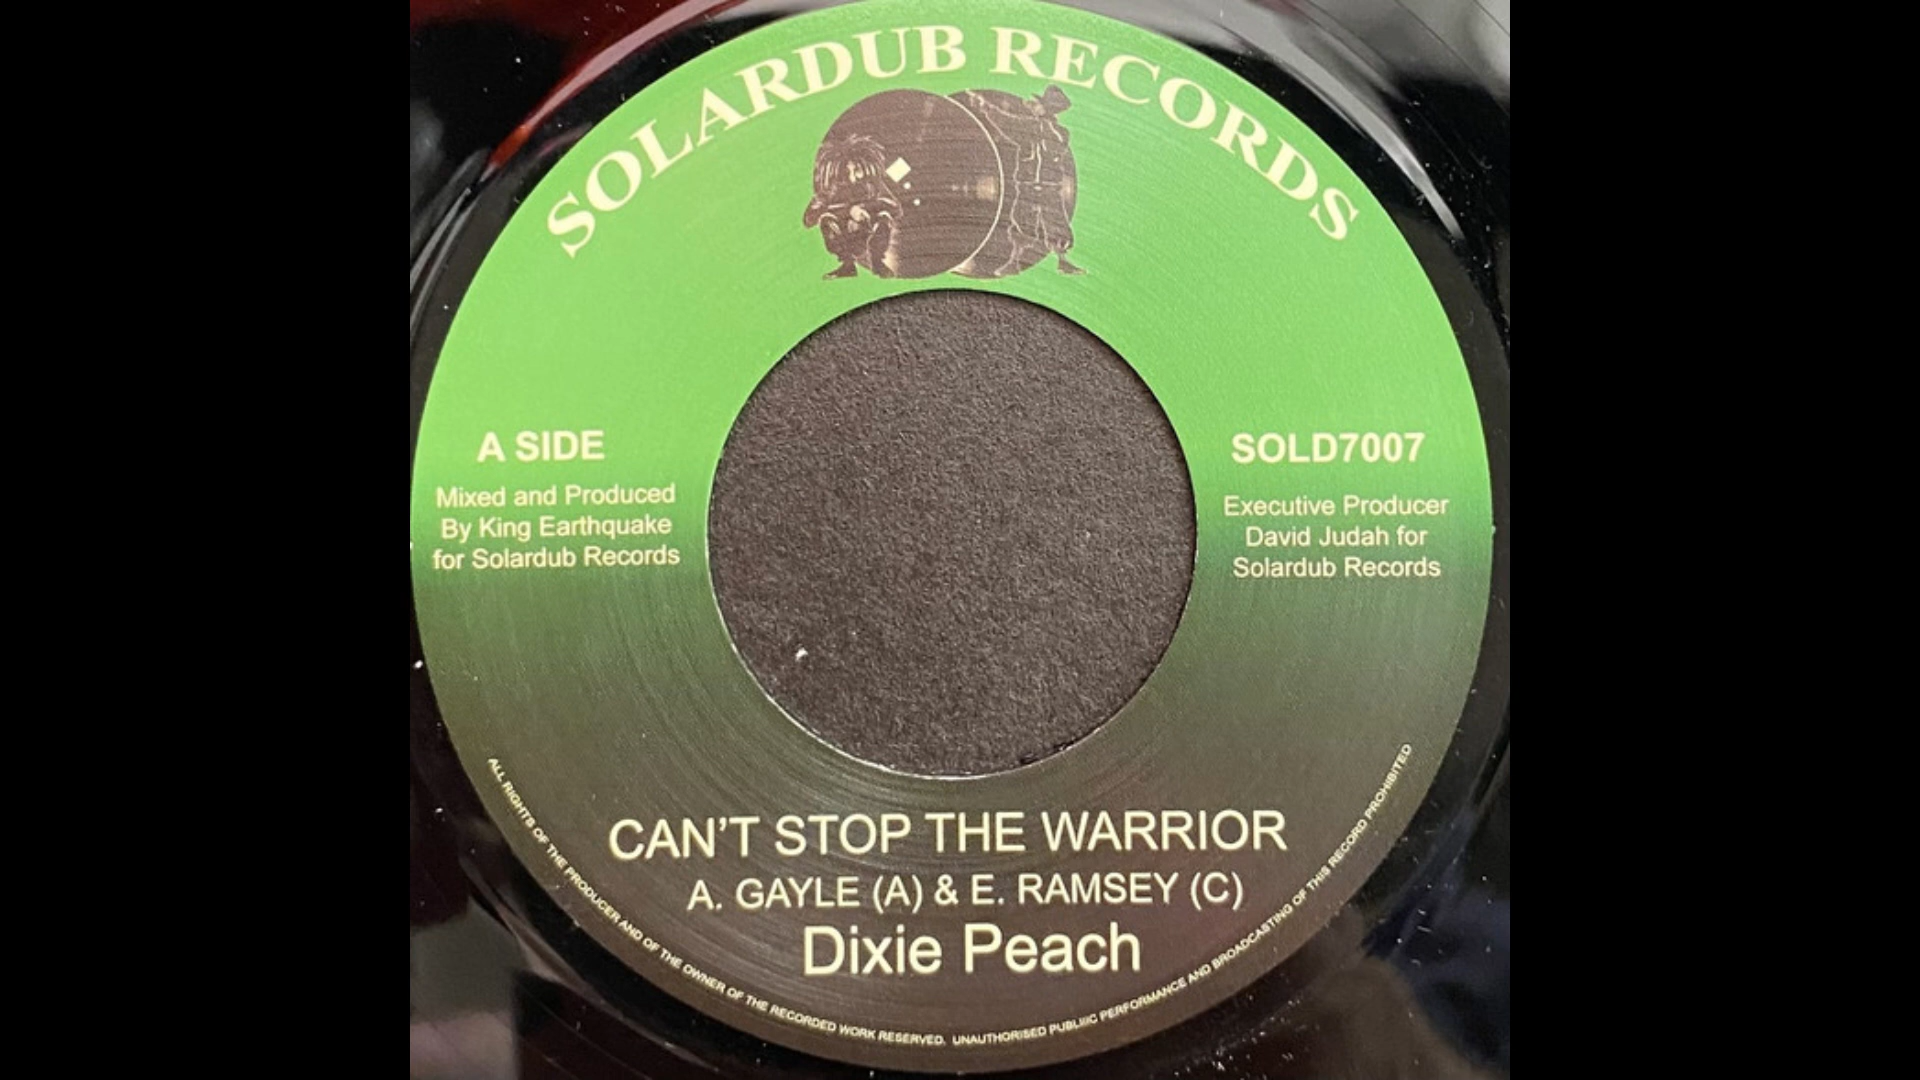 SOLARDUB RECORDS
A SIDE
Mixed and Produced
By King Earthquake
for Solardub Records
SOLD7007
Executive Producer
David Judah for
Solardub Records
CAN'T STOP THE WARRIOR
A. GAYLE (A) & E. RAMSEY (C)
Dixie Peach
ALL RIGHTS OF THE PRODUCER AND OF THE OWNER OF THE RECORDED WORK RESERVED. UNAUTHORISED PUBLIIC PERFORMANCE AND BROADCASTING OF THIS RECORD PROHIBITED